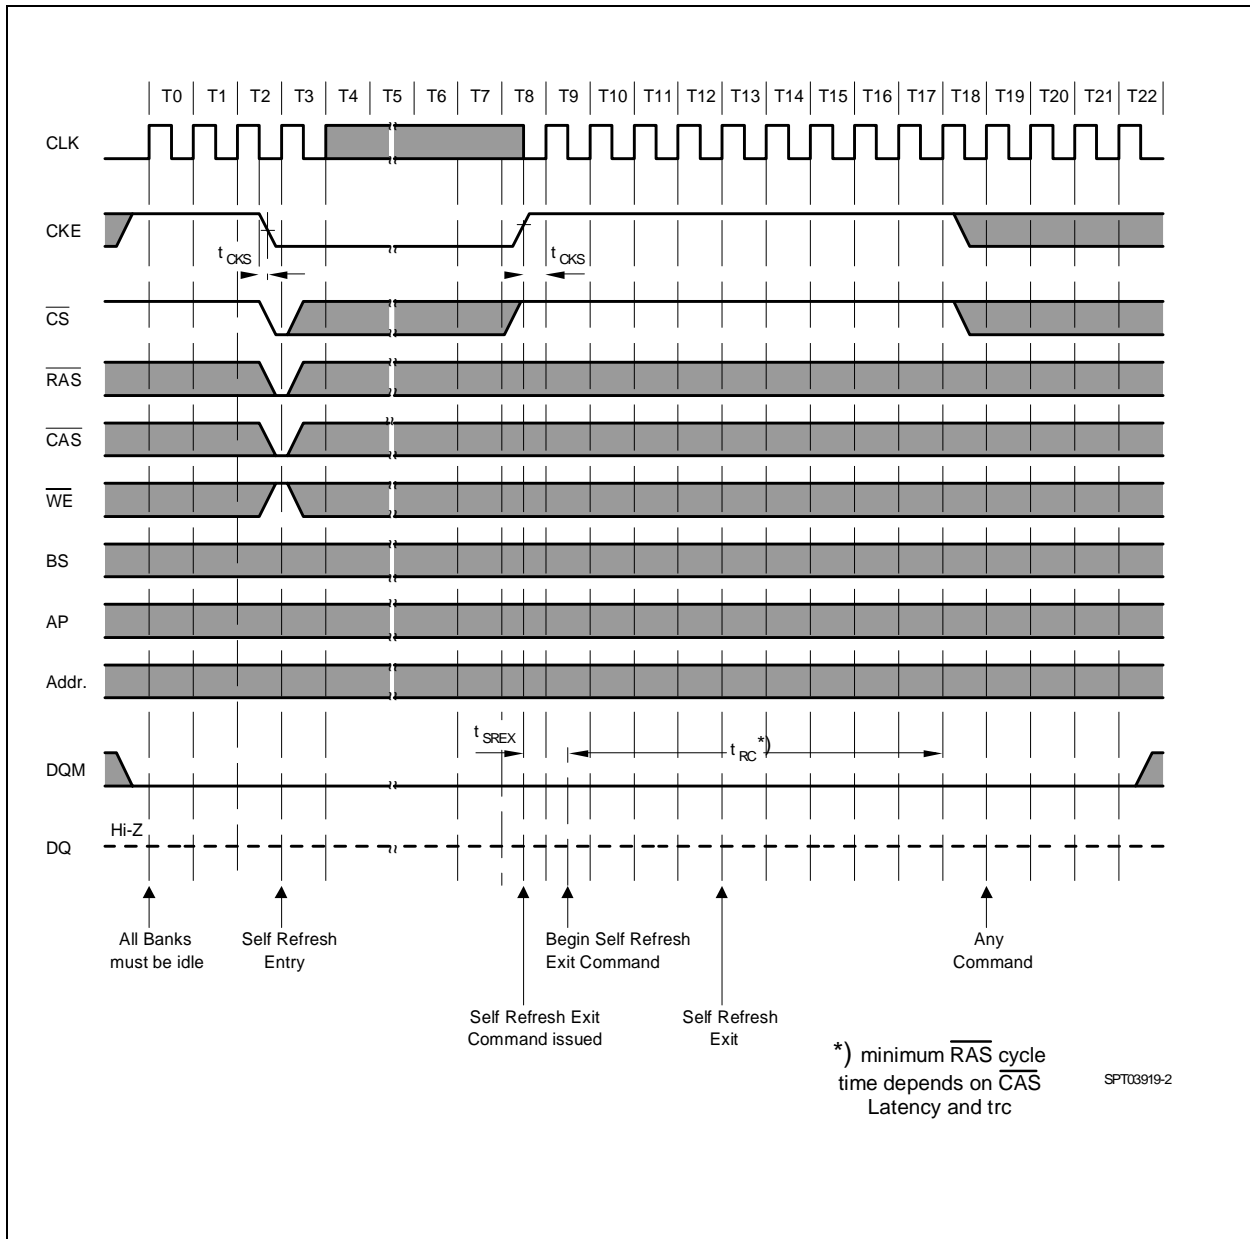 T0 T1 T2 T3 T4 T5 T6 T7 T8 T9 T10 T11 T12 T13 T14 T15 T16 T17 T18 T19 T20 T21 T22
CLK
CKE
t CKS
t CKS
CS
RAS
CAS
WE
BS
AP
Addr.
t SREX
t RC *)
DQM
Hi-Z
DQ
All Banks
must be idle
Self Refresh
Entry
Begin Self Refresh
Exit Command
Any
Command
Self Refresh Exit
Command issued
Self Refresh
Exit
*) minimum RAS cycle
time depends on CAS
Latency and trc
SPT03919-2